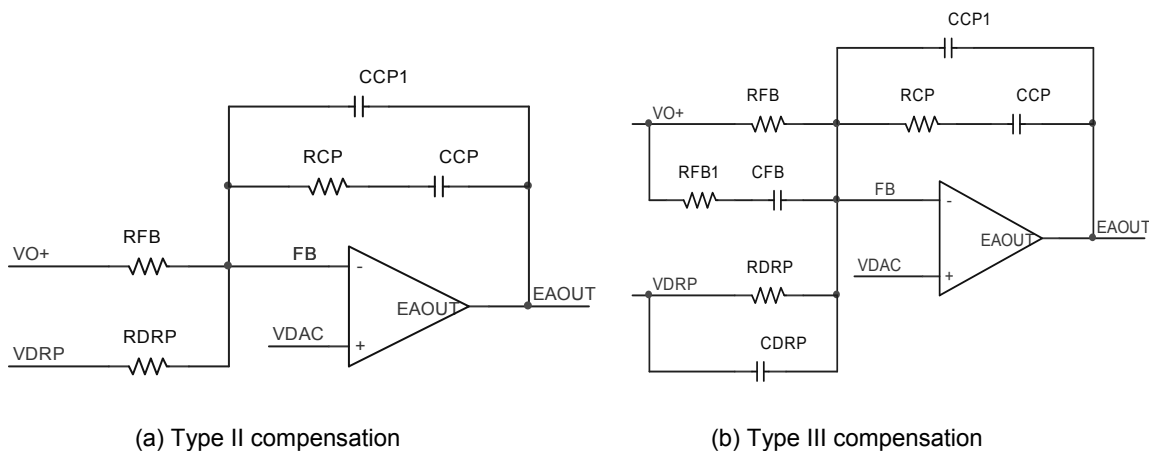 CCP1
RCP
CCP
RFB
VO+
FB
-
EAOUT
EAOUT
RDRP
VDRP
VDAC
+
(a) Type II compensation
CCP1
RFB
RCP
CCP
VO+
RFB1
CFB
FB
-
EAOUT
EAOUT
VDAC
+
RDRP
VDRP
CDRP
(b) Type III compensation